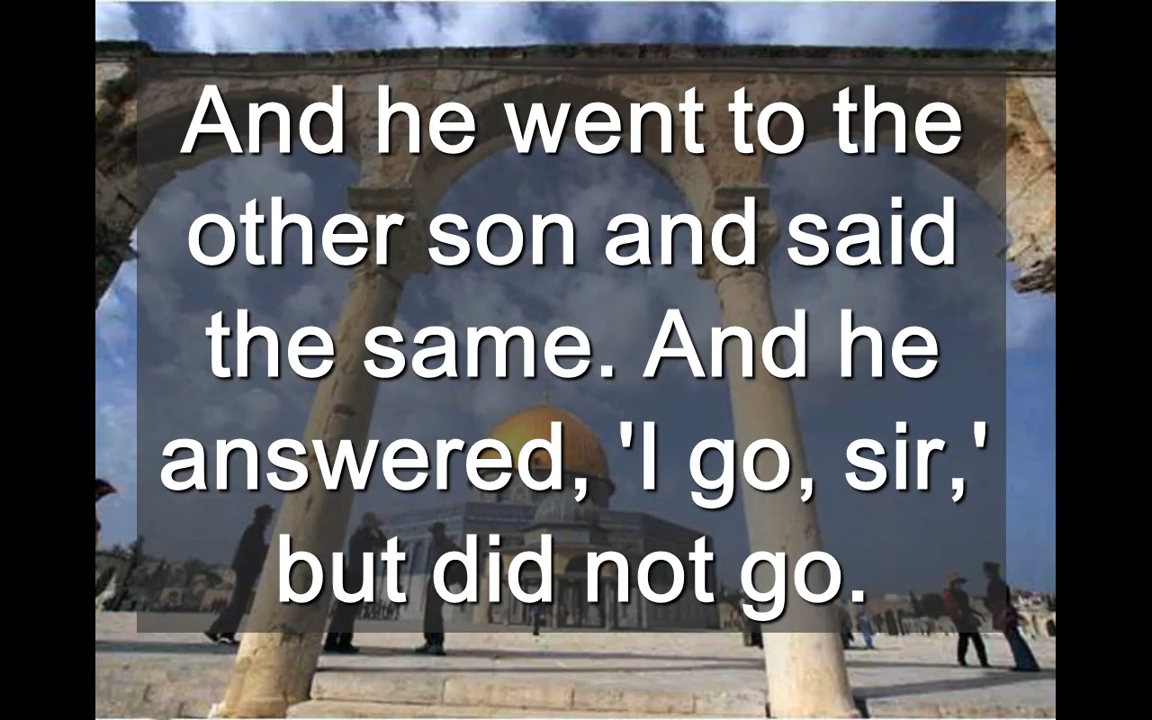 And he went to the
other son and said
the same. And he
answered, 'I go, sir,'
but did not go.